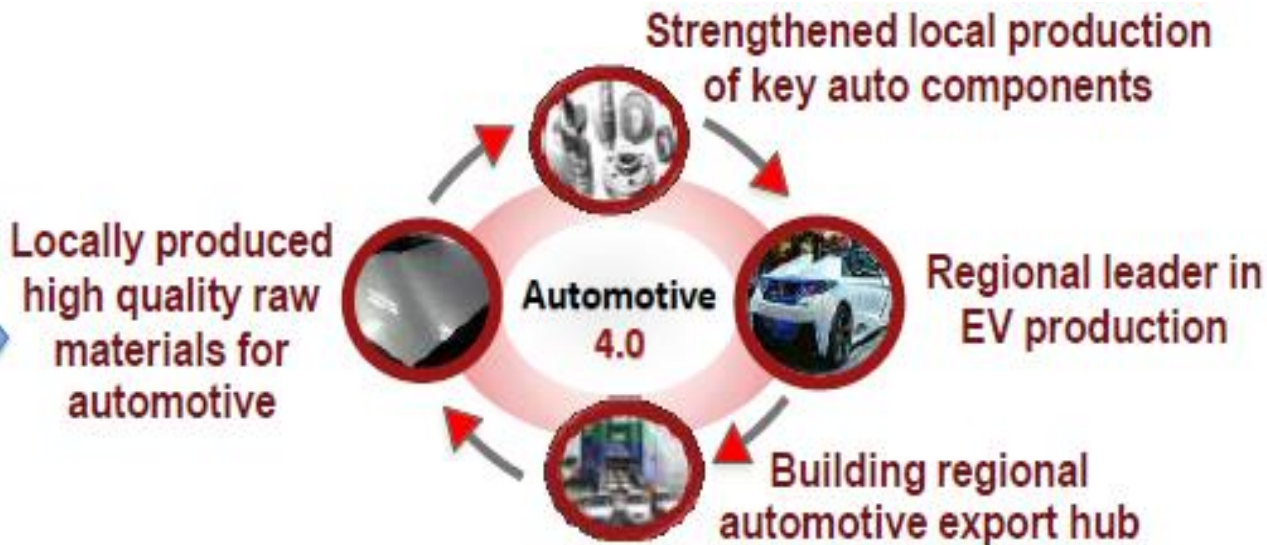 Strengthened local production
of key auto components
Locally produced
high quality raw
materials for
automotive
Automotive
4.0
Regional leader in
EV production
Building regional
automotive export hub